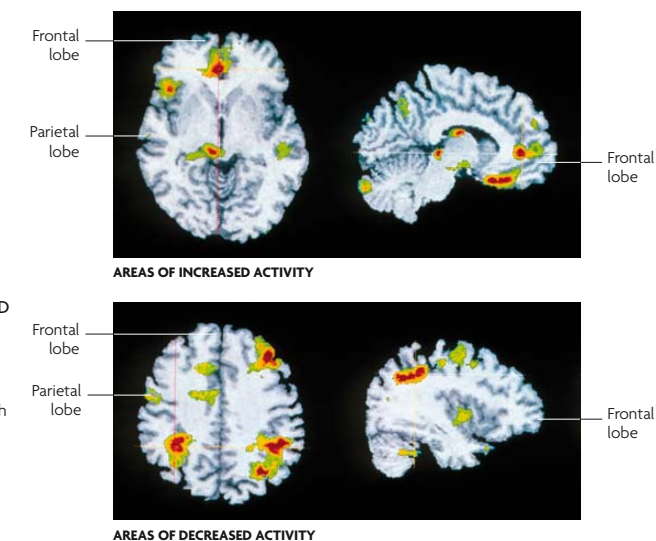 Frontal
lobe
Parietal
lobe
Frontal
lobe
AREAS OF INCREASED ACTIVITY
D
Frontal
lobe
Parietal
lobe
h
Frontal
lobe
AREAS OF DECREASED ACTIVITY